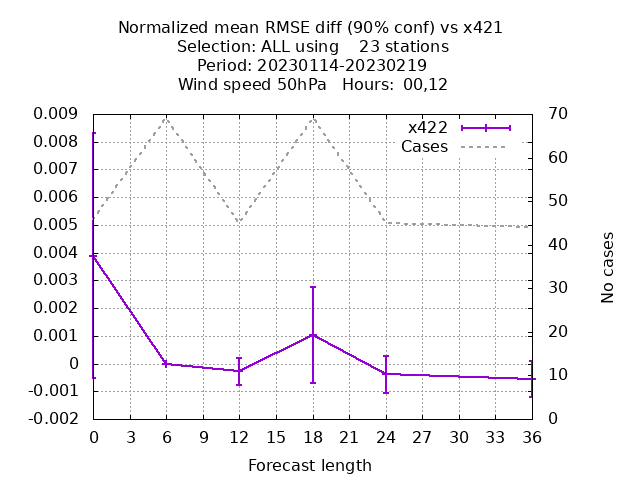 Normalized mean RMSE diff (90% conf) vs x421
Selection: ALL using    23 stations
Period: 20230114-20230219
Wind speed 50hPa   Hours:  00,12
x422
Cases
0.009
0.008
0.007
0.006
0.005
0.004
0.003
0.002
0.001
0
-0.001
-0.002
70
60
50
40
30
20
10
0
No cases
0 3 6 9 12 15 18 21 24 27 30 33 36
Forecast length